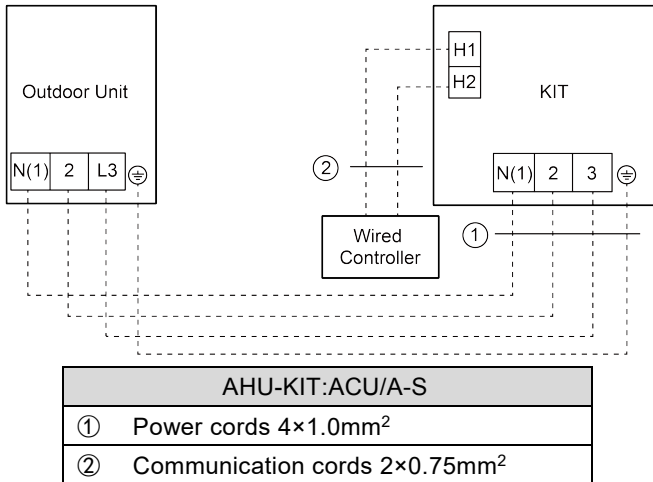 Outdoor Unit
N(1) 2 L3
H1
H2
KIT
N(1) 2 3
②
Wired
Controller
①
AHU-KIT:ACU/A-S
① Power cords 4×1.0mm²
② Communication cords 2×0.75mm²